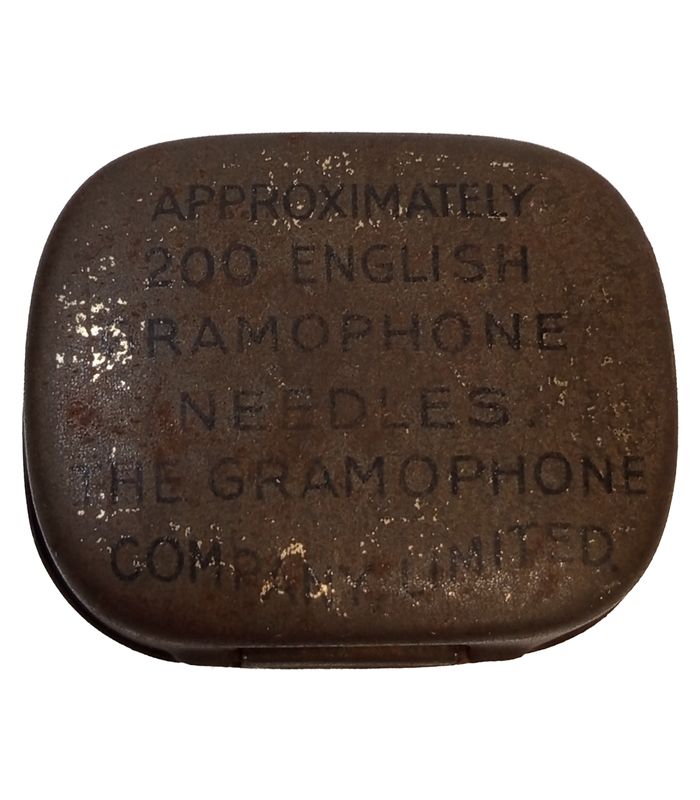 APPROXIMATELY
200 ENGLISH
GRAMOPHONE
NEEDLES.
THE GRAMOPHONE
COMPANY, LIMITED.